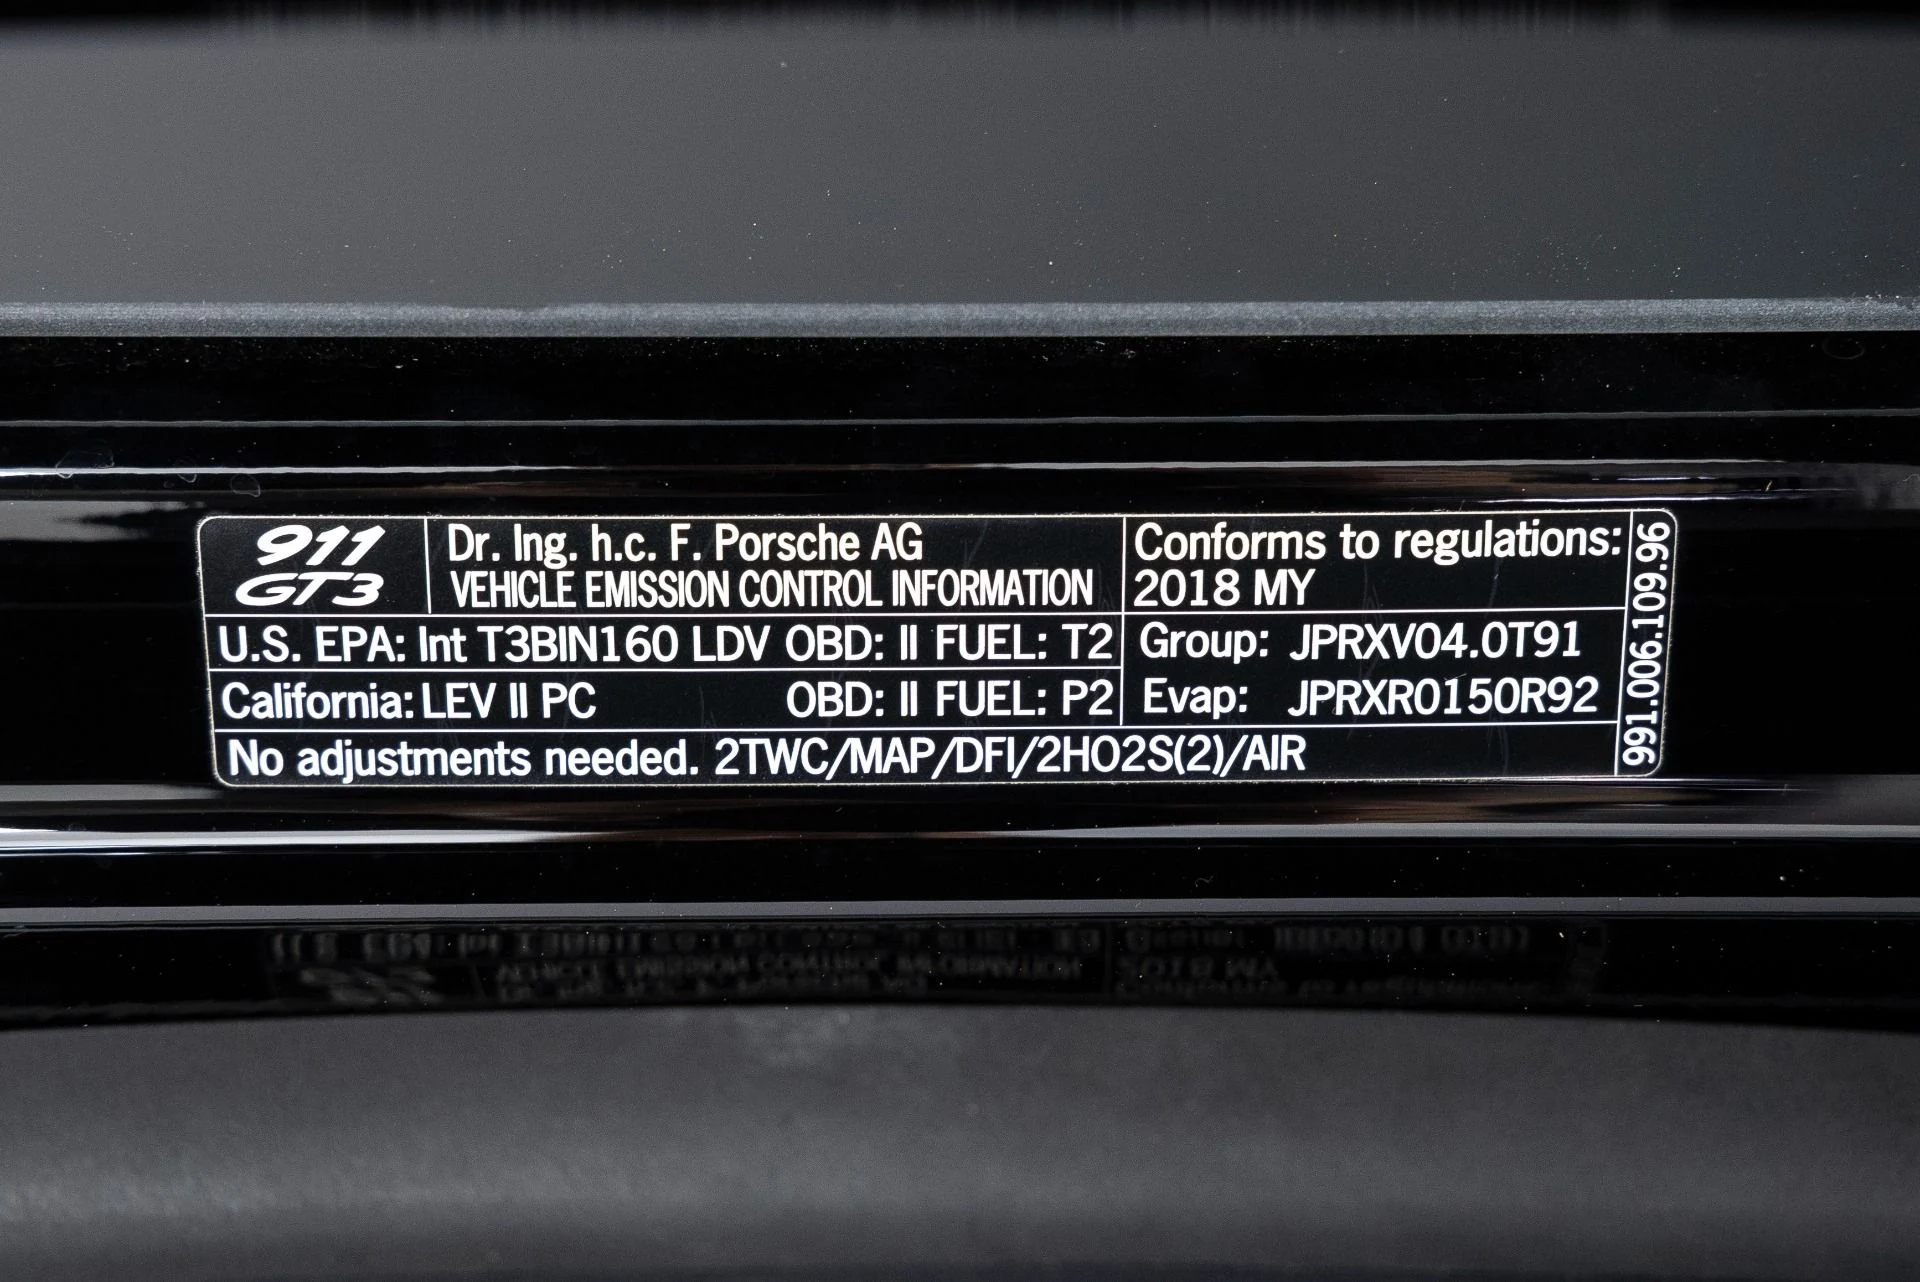 911
GT3
Dr. Ing. h.c. F. Porsche AG
VEHICLE EMISSION CONTROL INFORMATION
Conforms to regulations:
2018 MY
U.S. EPA: Int T3BIN160 LDV OBD: II FUEL: T2
Group: JPRXV04.0T91
California: LEV II PC OBD: II FUEL: P2
Evap: JPRXR0150R92
No adjustments needed. 2TWC/MAP/DFI/2HO2S(2)/AIR
991.006.109.96